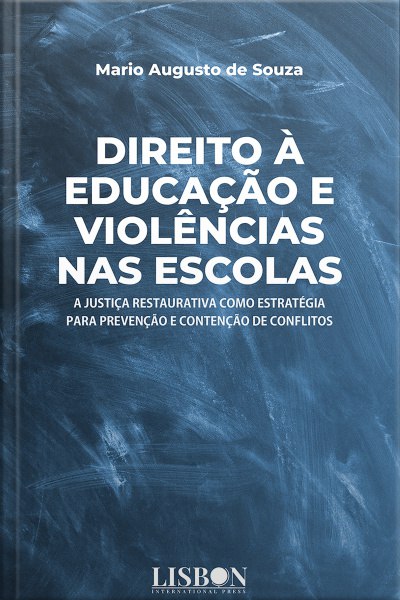 Mario Augusto de Souza
DIREITO À
EDUCAÇÃO E
VIOLÊNCIAS
NAS ESCOLAS
A JUSTIÇA RESTAURATIVA COMO ESTRATÉGIA
PARA PREVENÇÃO E CONTENÇÃO DE CONFLITOS
LISBON
INTERNATIONAL PRESS